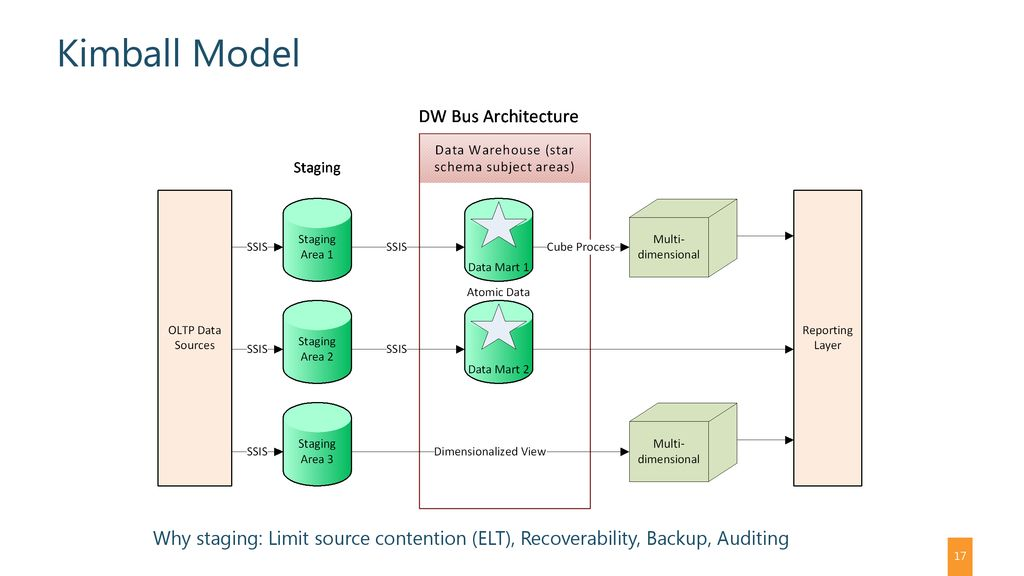 Kimball Model
DW Bus Architecture
Data Warehouse (star
schema subject areas)
Staging
OLTP Data
Sources
SSIS
Staging
Area 1
SSIS
Data Mart 1
Cube Process
Multi-
dimensional
Atomic Data
SSIS
Staging
Area 2
SSIS
Data Mart 2
Reporting
Layer
SSIS
Staging
Area 3
Dimensionalized View
Multi-
dimensional
Why staging: Limit source contention (ELT), Recoverability, Backup, Auditing
17